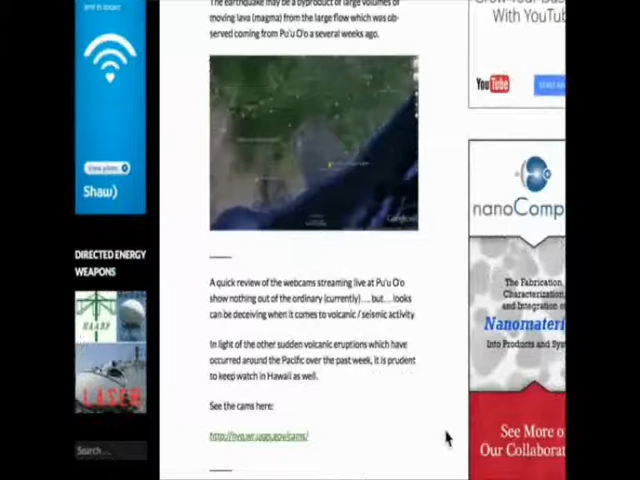 The earthquake may be a byproduct of large volumes of
moving lava (magma) from the large flow which was ob-
served coming from Pu'u O'o a several weeks ago.
With YouTub
YouTube
View plans
Shaw)
nanoComp
DIRECTED ENERGY
WEAPONS
HAARP
LASER
Search...
A quick review of the webcams streaming live at Pu'u O'o
show nothing out of the ordinary (currently) .... but.... looks
can be deceiving when it comes to volcanic / seismic activity
In light of the other sudden volcanic eruptions which have
occurred around the Pacific over the past week, it is prudent
to keep watch in Hawaii as well.
See the cams here:
http://hvo.wr.usgs.gov/cams/
The Fabrication,
Characterization,
and Integration of
Nanomateri
Into Products and Syst
See More o
Our Collaborat